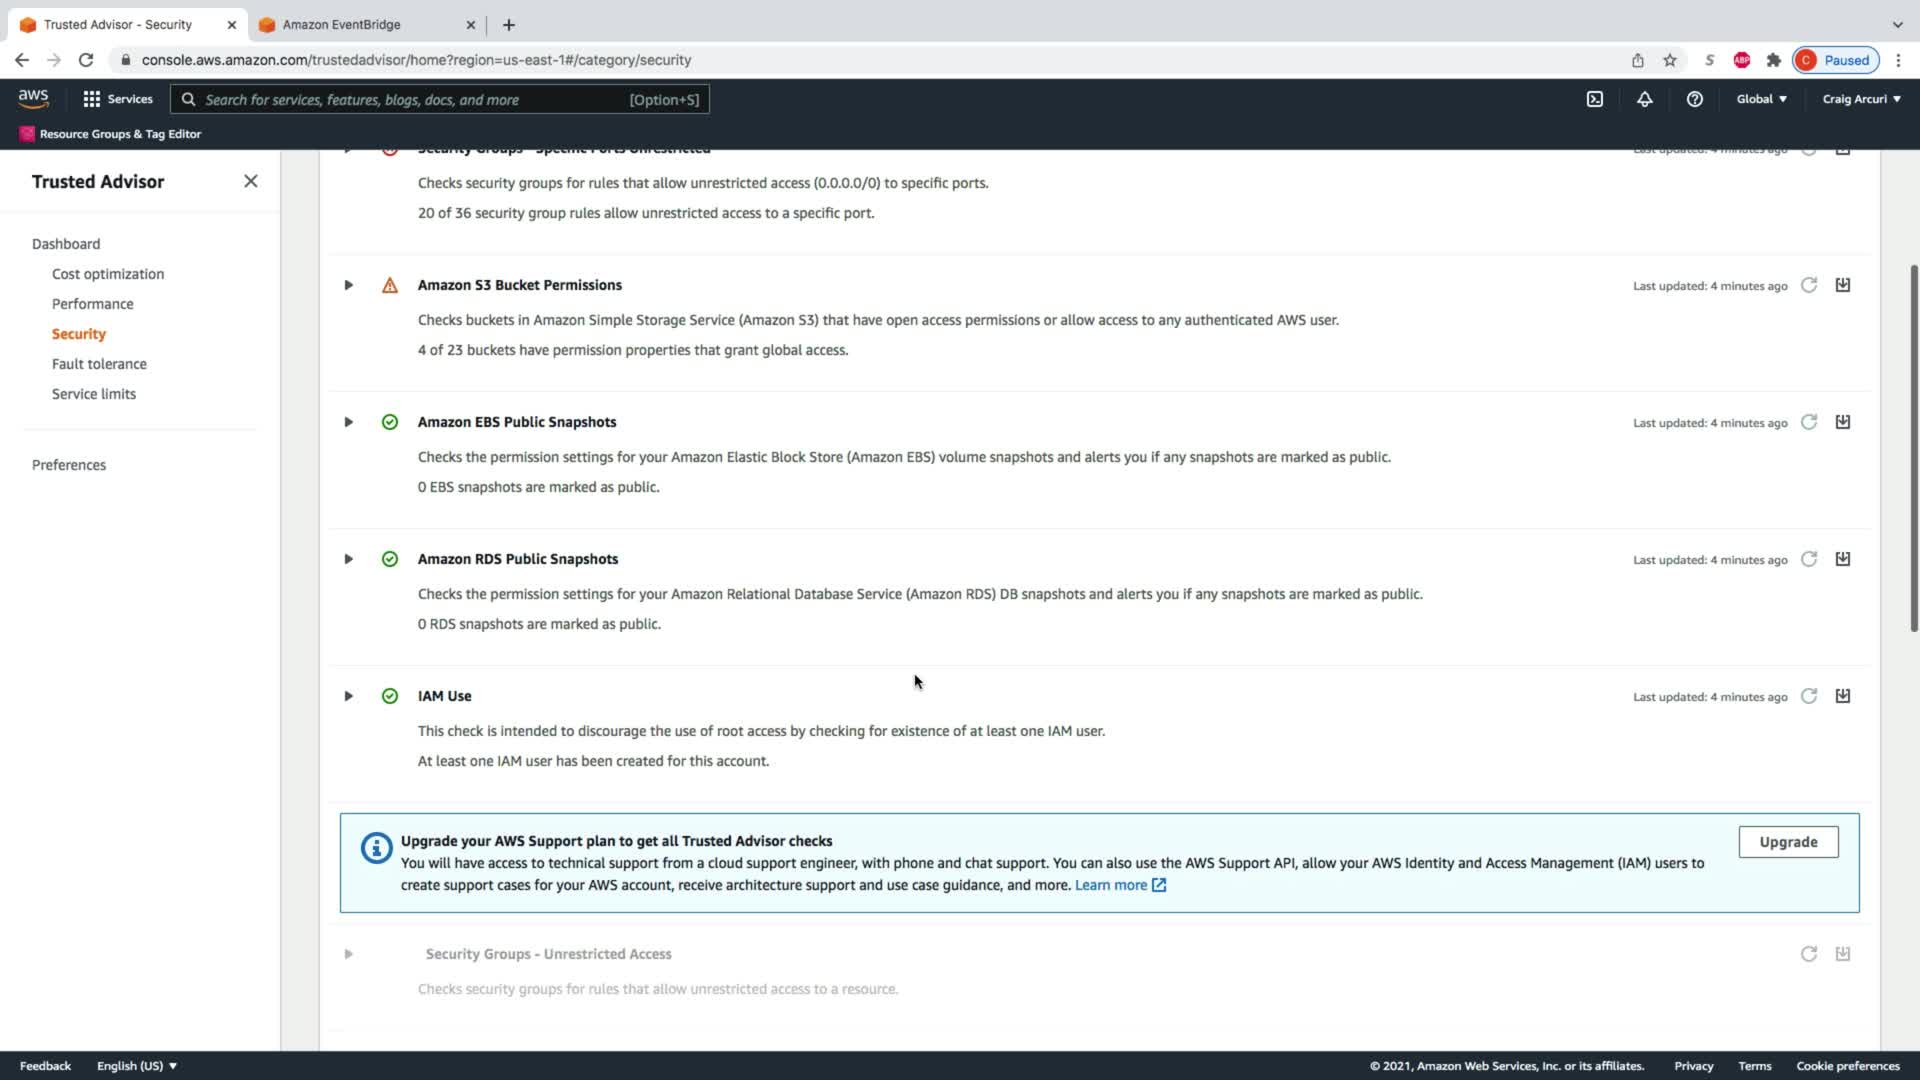 Trusted Advisor - Security
Amazon EventBridge
console.aws.amazon.com/trustedadvisor/home?region=us-east-1#/category/security
S
ABP
C
Paused
aws
Services
Search for services, features, blogs, docs, and more
[Option+S]
Global
Craig Arcuri
Resource Groups & Tag Editor
Trusted Advisor
Dashboard
Cost optimization
Performance
Security
Fault tolerance
Service limits
Preferences
Security Groups - Specific Ports Unrestricted
Last updated: 4 minutes ago
Checks security groups for rules that allow unrestricted access (0.0.0.0/0) to specific ports.
20 of 36 security group rules allow unrestricted access to a specific port.
Amazon S3 Bucket Permissions
Last updated: 4 minutes ago
Checks buckets in Amazon Simple Storage Service (Amazon S3) that have open access permissions or allow access to any authenticated AWS user.
4 of 23 buckets have permission properties that grant global access.
Amazon EBS Public Snapshots
Last updated: 4 minutes ago
Checks the permission settings for your Amazon Elastic Block Store (Amazon EBS) volume snapshots and alerts you if any snapshots are marked as public.
0 EBS snapshots are marked as public.
Amazon RDS Public Snapshots
Last updated: 4 minutes ago
Checks the permission settings for your Amazon Relational Database Service (Amazon RDS) DB snapshots and alerts you if any snapshots are marked as public.
0 RDS snapshots are marked as public.
IAM Use
Last updated: 4 minutes ago
This check is intended to discourage the use of root access by checking for existence of at least one IAM user.
At least one IAM user has been created for this account.
Upgrade your AWS Support plan to get all Trusted Advisor checks
You will have access to technical support from a cloud support engineer, with phone and chat support. You can also use the AWS Support API, allow your AWS Identity and Access Management (IAM) users to
create support cases for your AWS account, receive architecture support and use case guidance, and more. Learn more
Upgrade
Security Groups - Unrestricted Access
Checks security groups for rules that allow unrestricted access to a resource.
Feedback
English (US)
© 2021, Amazon Web Services, Inc. or its affiliates.
Privacy
Terms
Cookie preferences